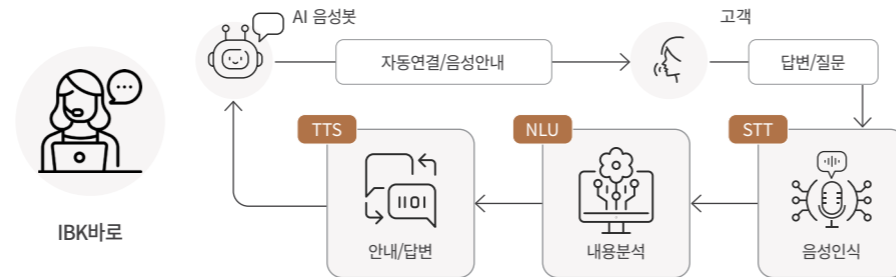 AI 음성봇
고객
자동연결/음성안내
답변/질문
TTS
NLU
STT
1101
안내/답변
내용분석
음성인식
IBK바로